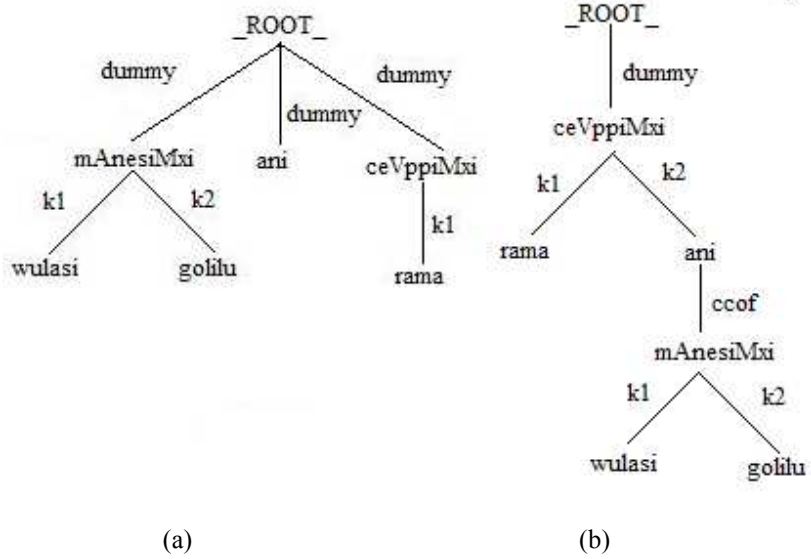 _ROOT_
dummy
dummy
dummy
mAnesiMxi
ani
ceVppiMxi
k1
k2
k1
wulasi
golilu
rama
(a)
_ROOT_
dummy
ceVppiMxi
k1
k2
rama
ani
ccof
mAnesiMxi
k1
k2
wulasi
golilu
(b)